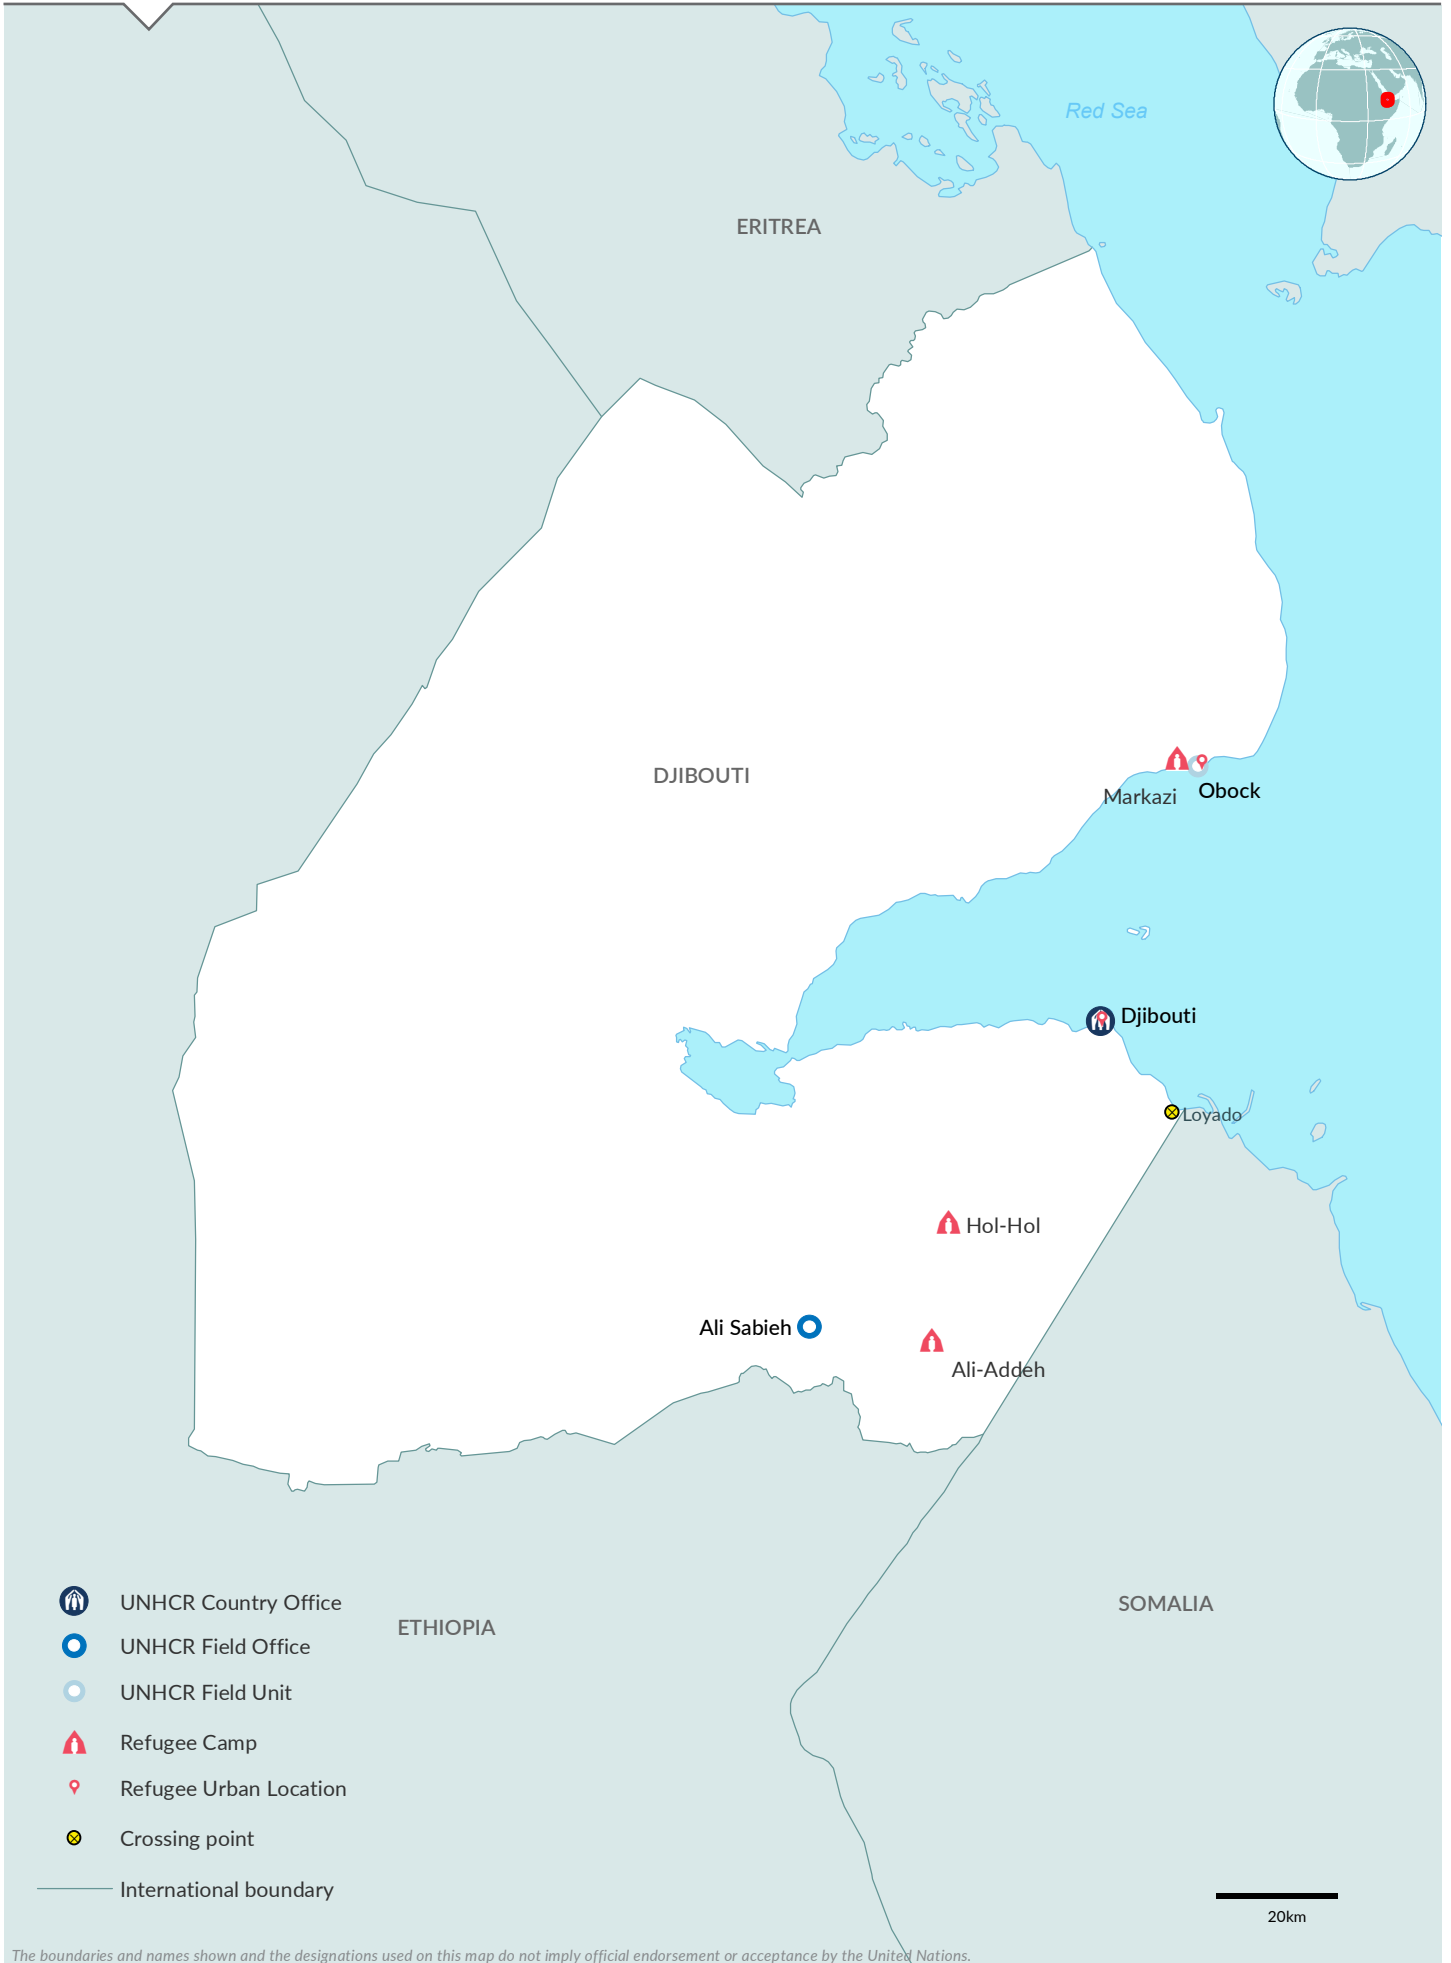 Red Sea
ERITREA
DJIBOUTI
Markazi
Obock
Djibouti
Loyado
Hol-Hol
Ali Sabieh
Ali-Addeh
SOMALIA
ETHIOPIA
UNHCR Country Office
UNHCR Field Office
UNHCR Field Unit
Refugee Camp
Refugee Urban Location
Crossing point
International boundary
20km
The boundaries and names shown and the designations used on this map do not imply official endorsement or acceptance by the United Nations.